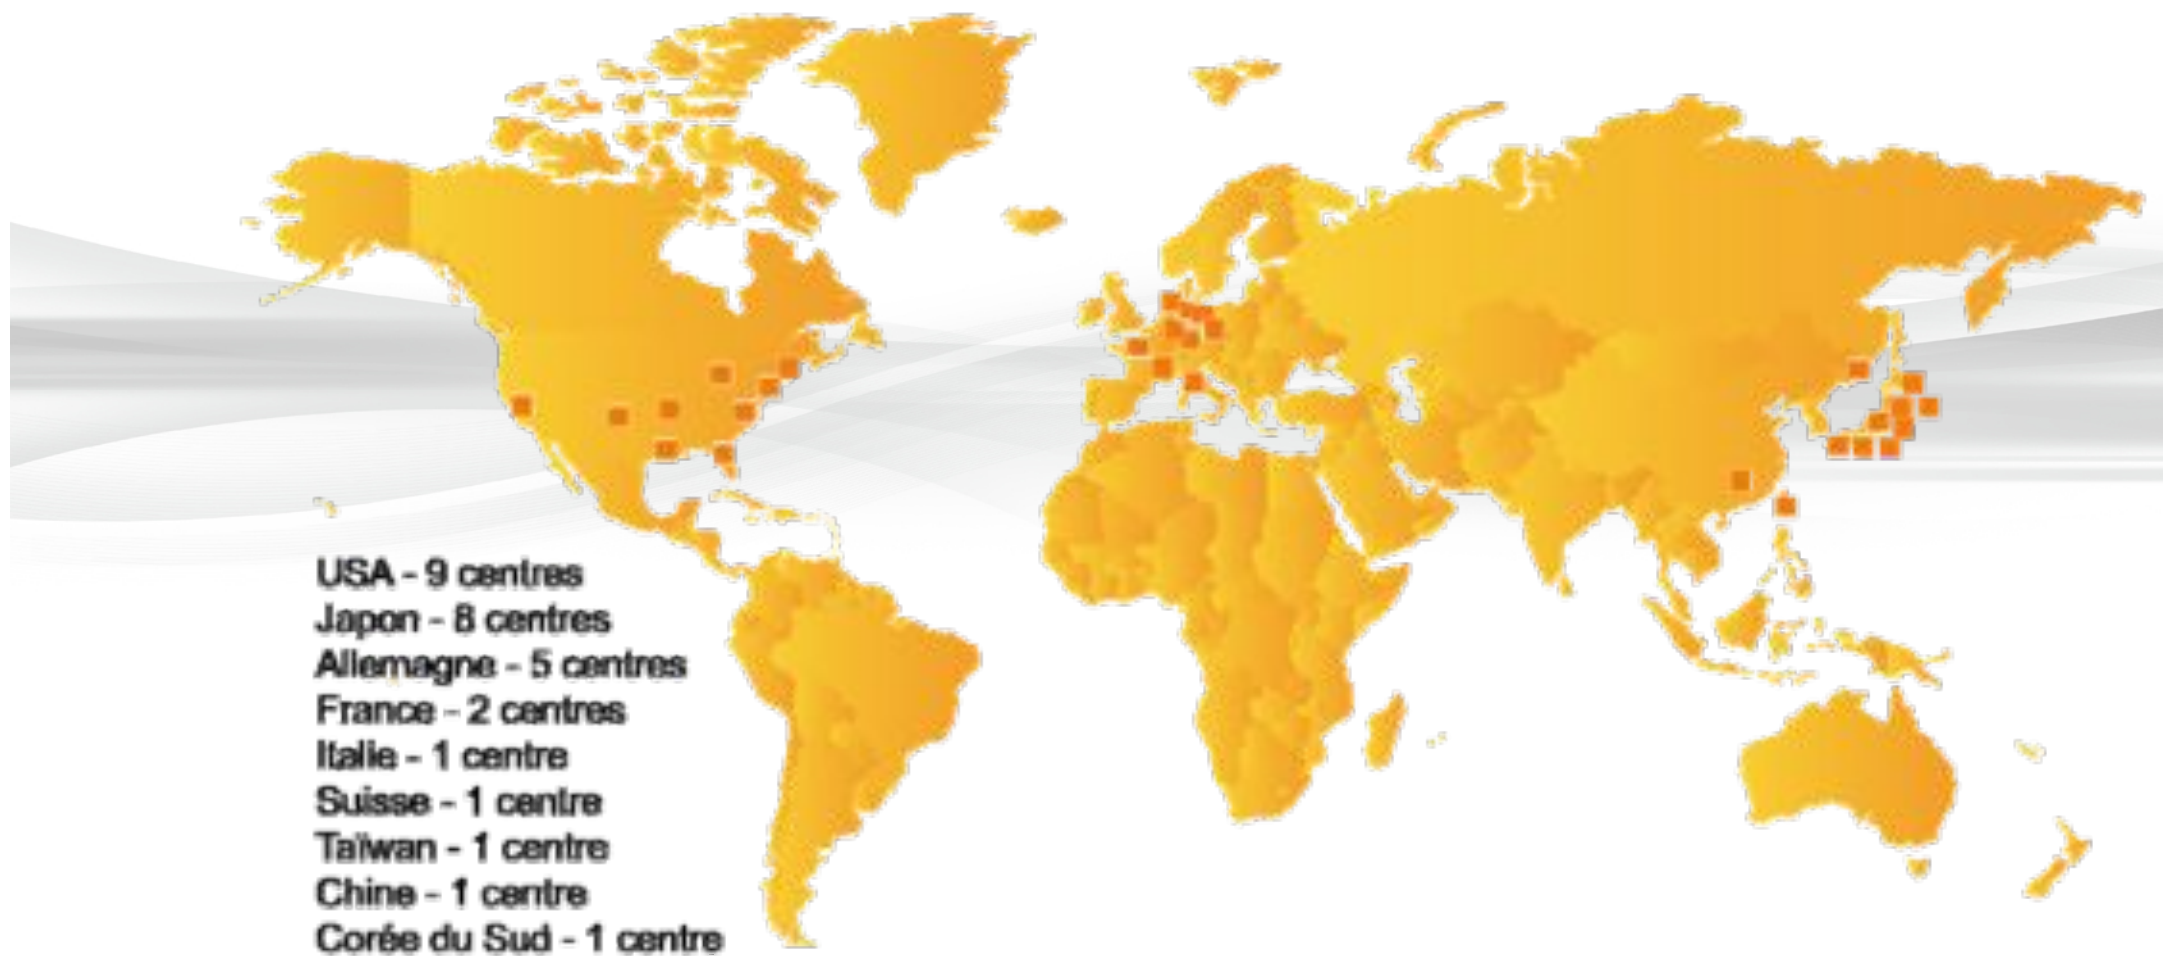 USA - 9 centres
Japon - 8 centres
Allemagne - 5 centres
France - 2 centres
Italie - 1 centre
Suisse - 1 centre
Taïwan - 1 centre
Chine - 1 centre
Corée du Sud - 1 centre